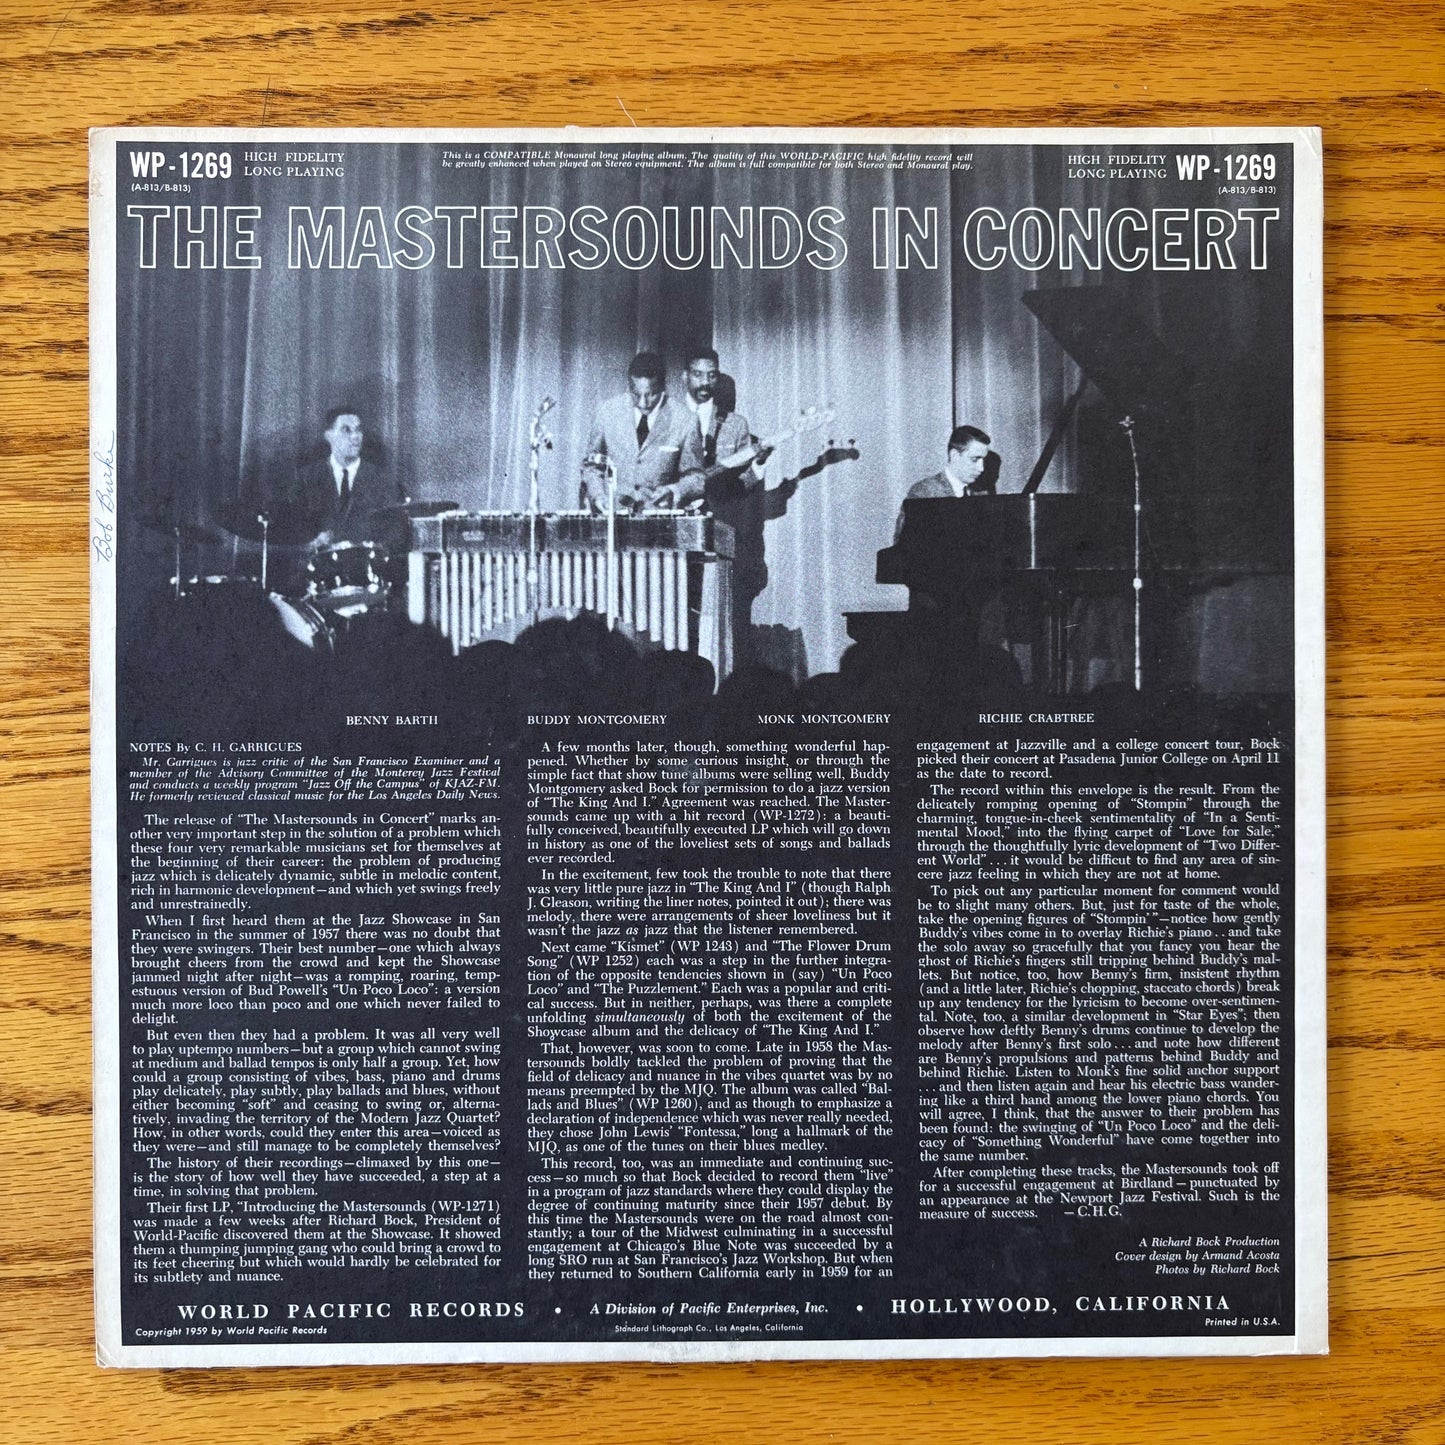 WP-1269 HIGH FIDELITY LONG PLAYING
(A-813/B-813)
This is a COMPATIBLE Monaural long playing album. The quality of this WORLD-PACIFIC high fidelity record will
be greatly enhanced when played on Stereo equipment. The album is full compatible for both Stereo and Monaural play.
HIGH FIDELITY LONG PLAYING WP-1269
(A-813/B-813)
THE MASTERSOUNDS IN CONCERT
Bob Burke
BENNY BARTH
BUDDY MONTGOMERY
MONK MONTGOMERY
RICHIE CRABTREE
NOTES By C. H. GARRIGUES
Mr. Garrigues is jazz critic of the San Francisco Examiner and a
member of the Advisory Committee of the Monterey Jazz Festival
and conducts a weekly program "Jazz Off the Campus" of KJAZ-FM.
He formerly reviewed classical music for the Los Angeles Daily News.
The release of "The Mastersounds in Concert" marks an-
other very important step in the solution of a problem which
these four very remarkable musicians set for themselves at
the beginning of their career: the problem of producing
jazz which is delicately dynamic, subtle in melodic content,
rich in harmonic development—and which yet swings freely
and unrestrainedly.
When I first heard them at the Jazz Showcase in San
Francisco in the summer of 1957 there was no doubt that
they were swingers. Their best number—one which always
brought cheers from the crowd and kept the Showcase
jammed night after night—was a romping, roaring, temp-
estuous version of Bud Powell's "Un Poco Loco": a version
much more loco than poco and one which never failed to
delight.
But even then they had a problem. It was all very well
to play uptempo numbers—but a group which cannot swing
at medium and ballad tempos is only half a group. Yet, how
could a group consisting of vibes, bass, piano and drums
play delicately, play subtly, play ballads and blues, without
either becoming "soft" and ceasing to swing or, alterna-
tively, invading the territory of the Modern Jazz Quartet?
How, in other words, could they enter this area—voiced as
they were—and still manage to be completely themselves?
The history of their recordings—climaxed by this one—
is the story of how well they have succeeded, a step at a
time, in solving that problem.
Their first LP, "Introducing the Mastersounds (WP-1271)
was made a few weeks after Richard Bock, President of
World-Pacific discovered them at the Showcase. It showed
them a thumping jumping gang who could bring a crowd to
its feet cheering but which would hardly be celebrated for
its subtlety and nuance.
A few months later, though, something wonderful hap-
pened. Whether by some curious insight, or through the
simple fact that show tune albums were selling well, Buddy
Montgomery asked Bock for permission to do a jazz version
of "The King And I." Agreement was reached. The Master-
sounds came up with a hit record (WP-1272): a beauti-
fully conceived, beautifully executed LP which will go down
in history as one of the loveliest sets of songs and ballads
ever recorded.
In the excitement, few took the trouble to note that there
was very little pure jazz in "The King And I" (though Ralph
J. Gleason, writing the liner notes, pointed it out); there was
melody, there were arrangements of sheer loveliness but it
wasn't the jazz as jazz that the listener remembered.
Next came "Kismet" (WP 1243) and "The Flower Drum
Song" (WP 1252) each was a step in the further integra-
tion of the opposite tendencies shown in (say) "Un Poco
Loco" and "The Puzzlement." Each was a popular and criti-
cal success. But in neither, perhaps, was there a complete
unfolding simultaneously of both the excitement of the
Showcase album and the delicacy of "The King And I."
That, however, was soon to come. Late in 1958 the Mas-
tersounds boldly tackled the problem of proving that the
field of delicacy and nuance in the vibes quartet was by no
means preempted by the MJQ. The album was called "Bal-
lads and Blues" (WP 1260), and as though to emphasize a
declaration of independence which was never really needed,
they chose John Lewis' "Fontessa," long a hallmark of the
MJQ, as one of the tunes on their blues medley.
This record, too, was an immediate and continuing suc-
cess—so much so that Bock decided to record them "live"
in a program of jazz standards where they could display the
degree of continuing maturity since their 1957 debut. By
this time the Mastersounds were on the road almost con-
stantly; a tour of the Midwest culminating in a successful
engagement at Chicago's Blue Note was succeeded by a
long SRO run at San Francisco's Jazz Workshop. But when
they returned to Southern California early in 1959 for an
engagement at Jazzville and a college concert tour, Bock
picked their concert at Pasadena Junior College on April 11
as the date to record.
The record within this envelope is the result. From the
delicately romping opening of "Stompin" through the
charming, tongue-in-cheek sentimentality of "In a Senti-
mental Mood," into the flying carpet of "Love for Sale,"
through the thoughtfully lyric development of "Two Differ-
ent World" . . . it would be difficut to find any area of sin-
cere jazz feeling in which they are not at home.
To pick out any particular moment for comment would
be to slight many others. But, just for taste of the whole,
take the opening figures of "Stompin'"—notice how gently
Buddy's vibes come in to overlay Richie's piano . . and take
the solo away so gracefully that you fancy you hear the
ghost of Richie's fingers still tripping behind Buddy's mal-
lets. But notice, too, how Benny's firm, insistent rhythm
(and a little later, Richie's chopping, staccato chords) break
up any tendency for the lyricism to become over-sentimen-
tal. Note, too, a similar development in "Star Eyes"; then
observe how deftly Benny's drums continue to develop the
melody after Benny's first solo . . . and note how different
are Benny's propulsions and patterns behind Buddy and
behind Richie. Listen to Monk's fine solid anchor support
. . . and then listen again and hear his electric bass wander-
ing like a third hand among the lower piano chords. You
will agree, I think, that the answer to their problem has
been found: the swinging of "Un Poco Loco" and the deli-
cacy of "Something Wonderful" have come together into
the same number.
After completing these tracks, the Mastersounds took off
for a successful engagement at Birdland—punctuated by
an appearance at the Newport Jazz Festival. Such is the
measure of success. —C.H.G.
A Richard Bock Production
Cover design by Armand Acosta
Photos by Richard Bock
WORLD PACIFIC RECORDS • A Division of Pacific Enterprises, Inc. • HOLLYWOOD, CALIFORNIA
Copyright 1959 by World Pacific Records
Standard Lithograph Co., Los Angeles, California
Printed in U.S.A.